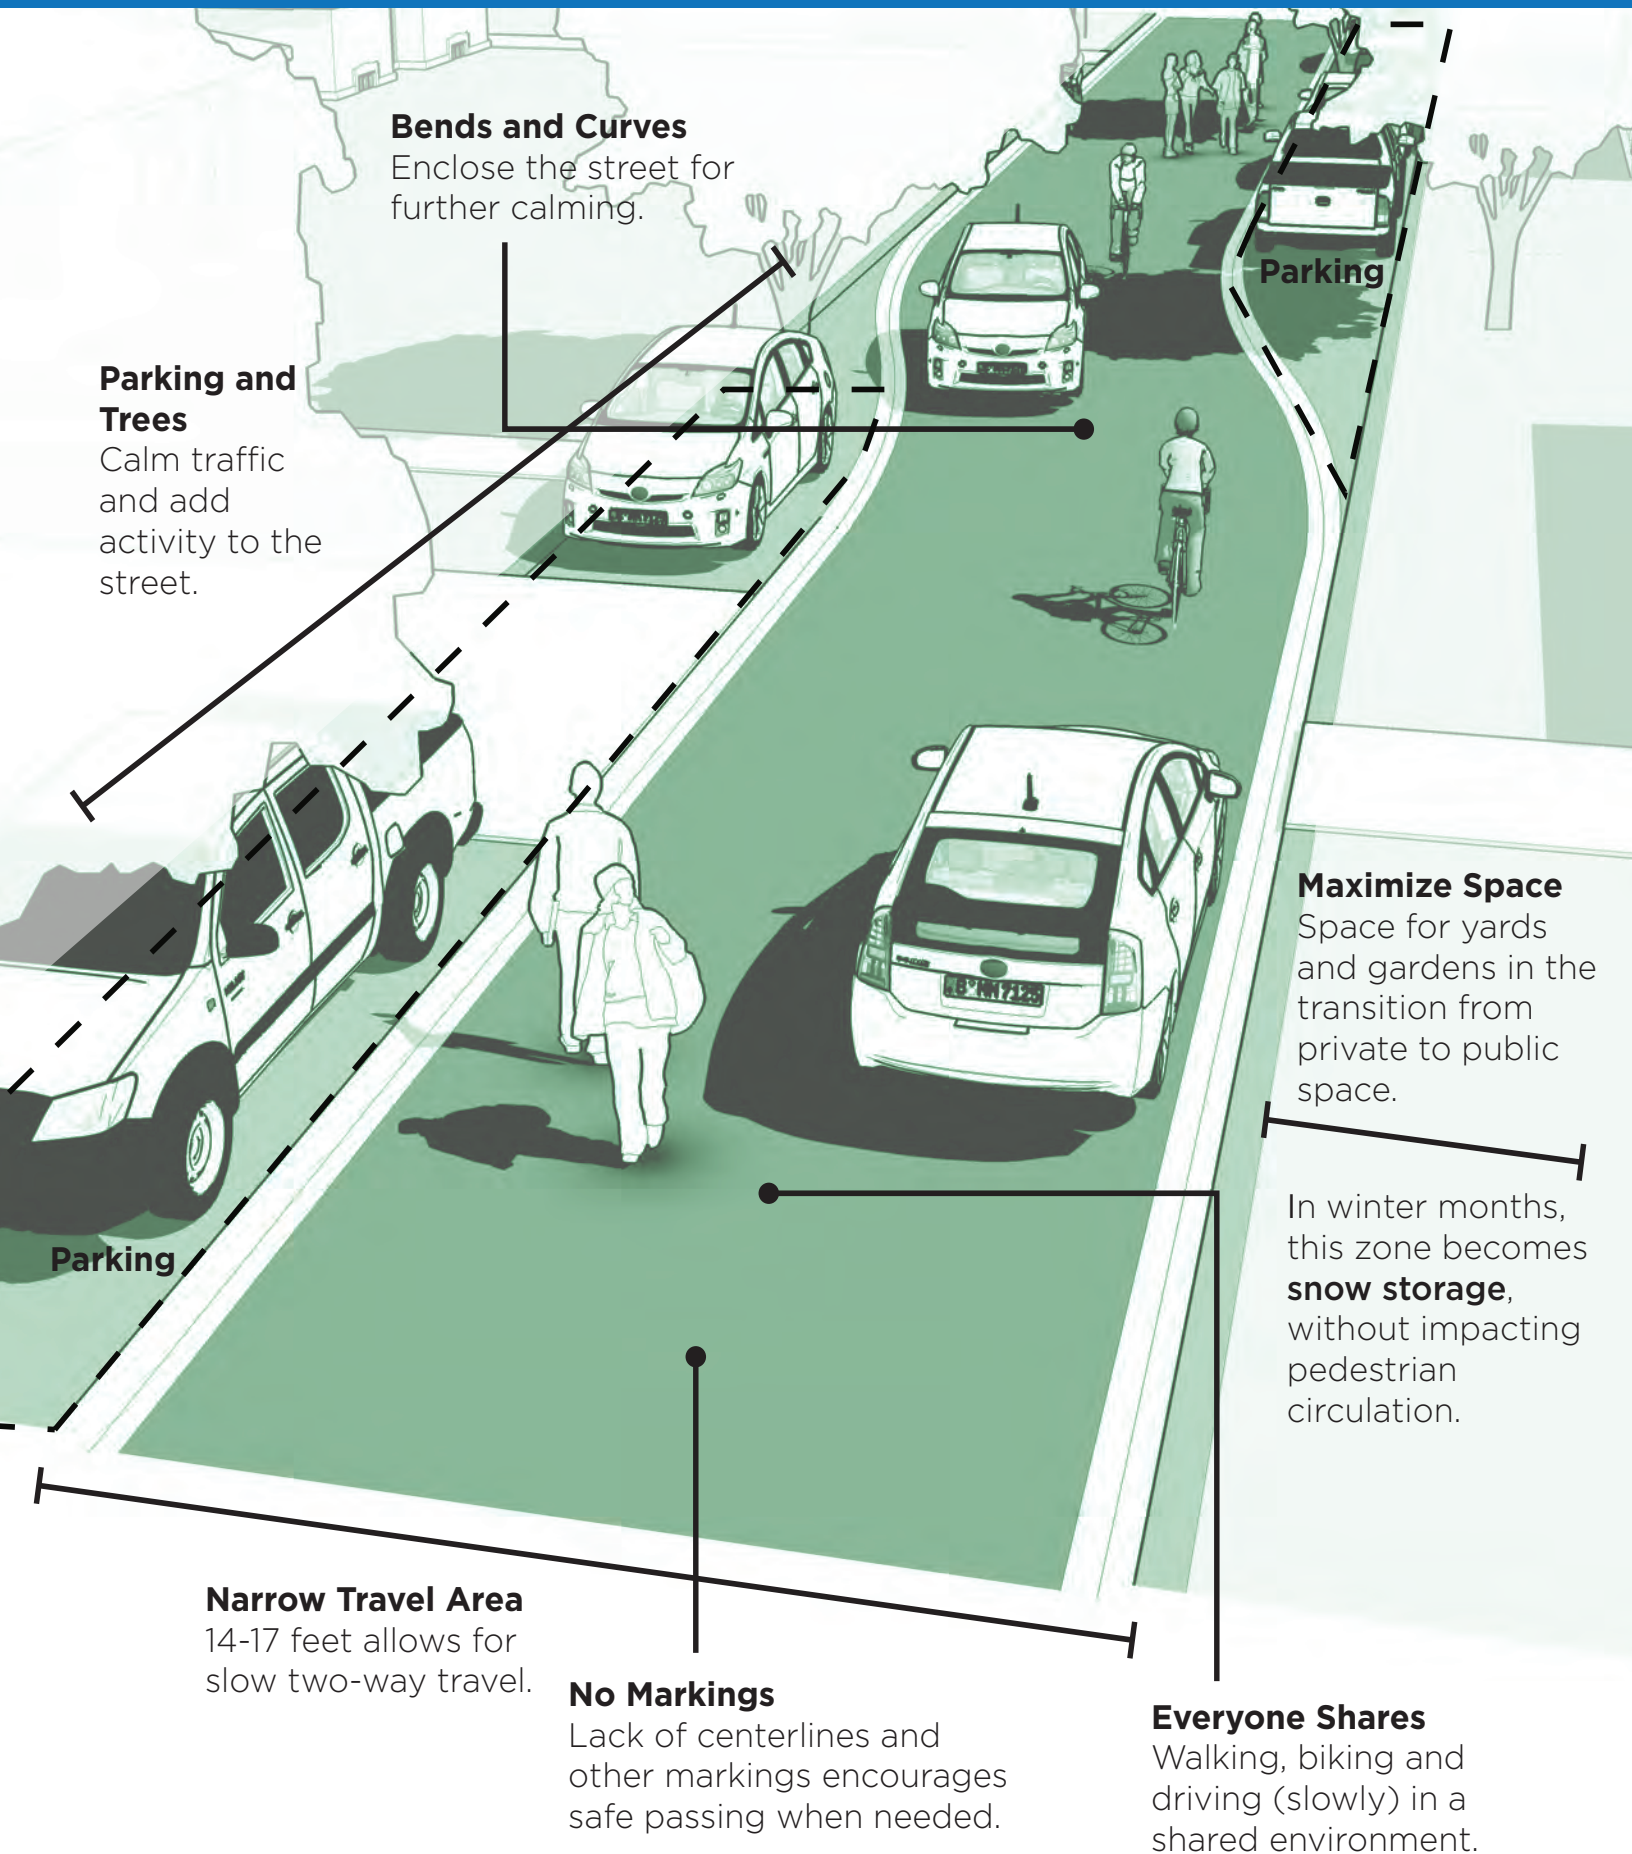 Bends and Curves
Enclose the street for
further calming.
Parking
Parking and
Trees
Calm traffic
and add
activity to the
street.
Maximize Space
Space for yards
and gardens in the
transition from
private to public
space.
In winter months,
this zone becomes
snow storage,
without impacting
pedestrian
circulation.
Parking
Narrow Travel Area
14-17 feet allows for
slow two-way travel.
No Markings
Lack of centerlines and
other markings encourages
safe passing when needed.
Everyone Shares
Walking, biking and
driving (slowly) in a
shared environment.